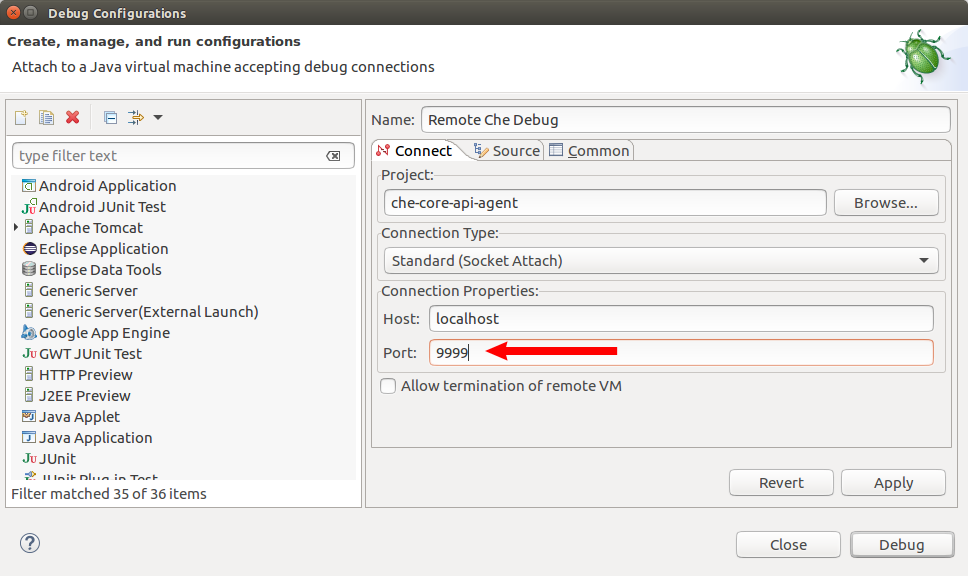 Debug Configurations
Create, manage, and run configurations
Attach to a Java virtual machine accepting debug connections
type filter text
Android Application
Android JUnit Test
Apache Tomcat
Eclipse Application
Eclipse Data Tools
Generic Server
Generic Server(External Launch)
Google App Engine
GWT JUnit Test
HTTP Preview
J2EE Preview
Java Applet
Java Application
JUnit
JUnit Plug-in Test
Filter matched 35 of 36 items
Name: Remote Che Debug
Connect Source Common
Project:
che-core-api-agent Browse...
Connection Type:
Standard (Socket Attach)
Connection Properties:
Host: localhost
Port: 9999
Allow termination of remote VM
Revert Apply
Close Debug